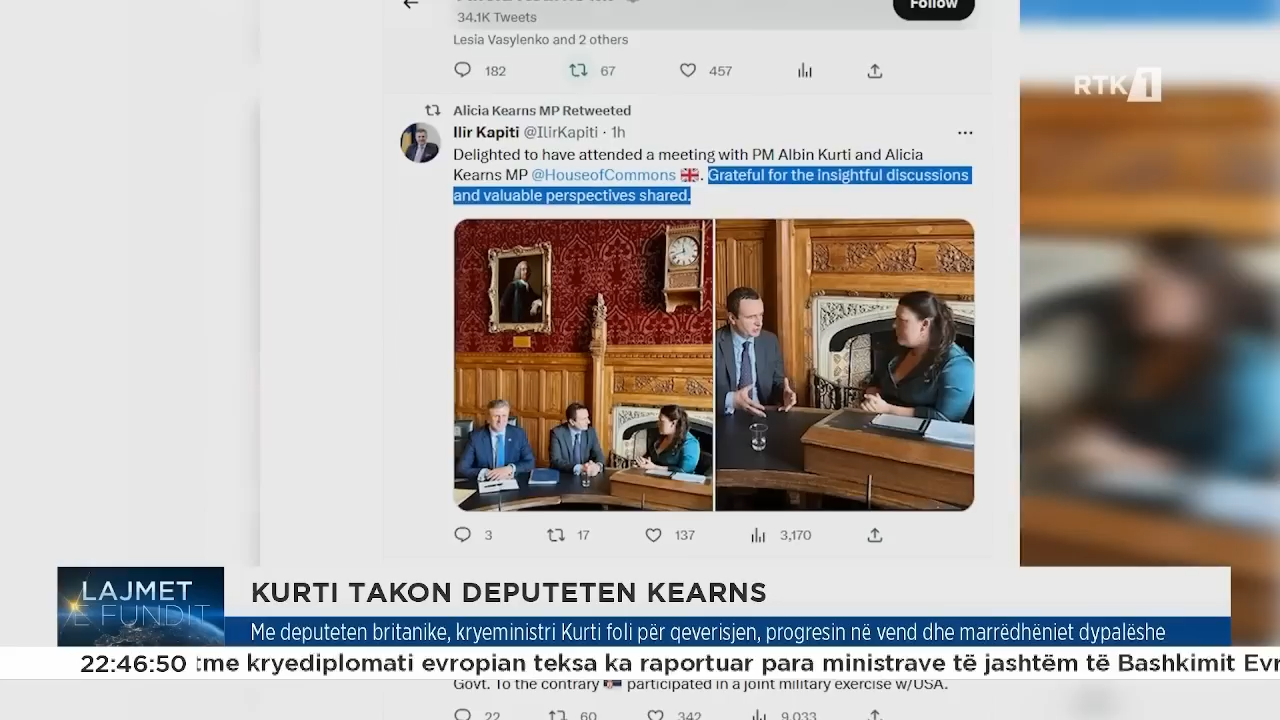 34.1K Tweets
Follow
Lesia Vasylenko and 2 others
182 67 457
RTK1
Alicia Kearns MP Retweeted
Ilir Kapiti @IlirKapiti · 1h
Delighted to have attended a meeting with PM Albin Kurti and Alicia
Kearns MP @HouseofCommons 🇬🇧. Grateful for the insightful discussions
and valuable perspectives shared.
3 17 137 3,170
LAJMET
E FUNDIT
KURTI TAKON DEPUTETEN KEARNS
Me deputeten britanike, kryeministri Kurti foli për qeverisjen, progresin në vend dhe marrëdhëniet dypalëshe
22:46:50 tme kryediplomati evropian teksa ka raportuar para ministrave të jashtëm të Bashkimit Evr
Govt. To the contrary 🇷🇸 participated in a joint military exercise w/USA.
22 60 342 9,033